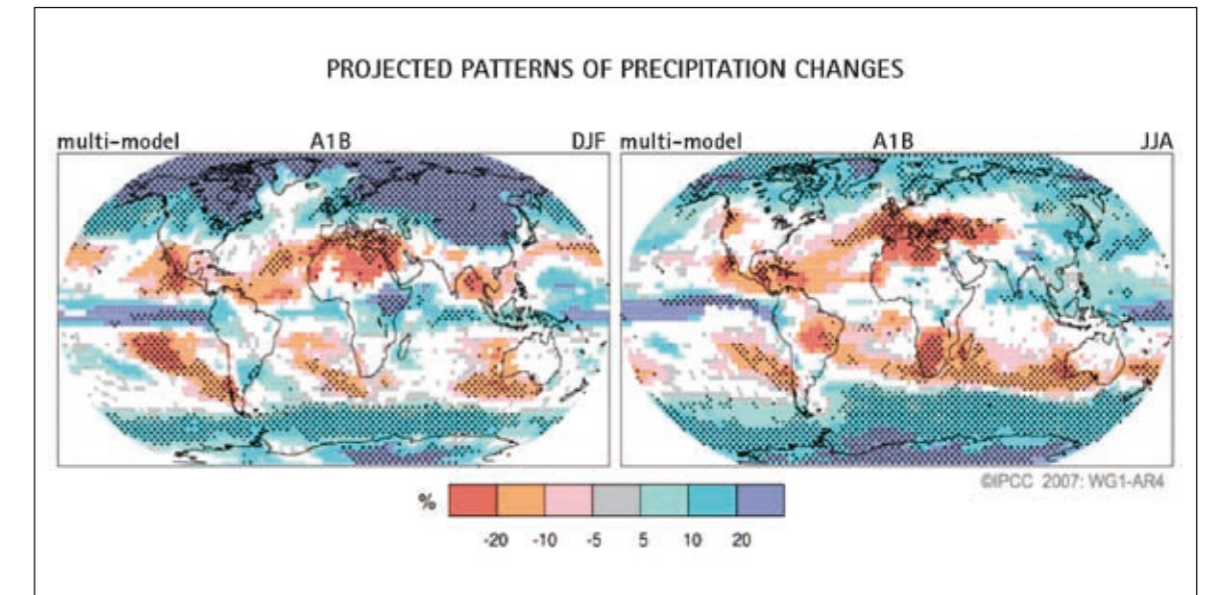 PROJECTED PATTERNS OF PRECIPITATION CHANGES
multi-model A1B DJF multi-model A1B JJA
©IPCC 2007: WG1-AR4
%
-20 -10 -5 5 10 20